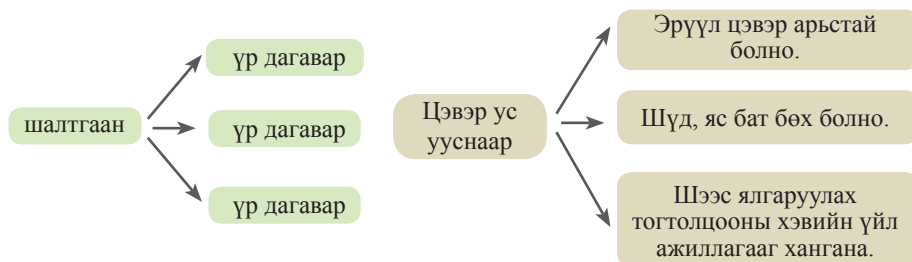 шалтгаан
үр дагавар
үр дагавар
үр дагавар
Цэвэр ус
ууснаар
Эрүүл цэвэр арьстай
болно.
Шүд, яс бат бөх болно.
Шээс ялгаруулах
тогтолцооны хэвийн үйл
ажиллагааг хангана.